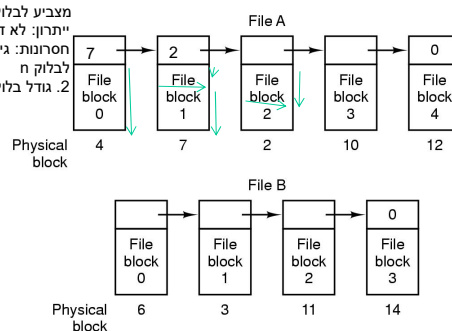 מצביע לבלו
ייתרון: לא ד
חסרונות: גי
לבלוק n
2. גודל בלוי
File A
7 2 0
File block 0
File block 1
File block 2
File block 3
File block 4
Physical block 4 7 2 10 12
File B
0
File block 0
File block 1
File block 2
File block 3
Physical block 6 3 11 14